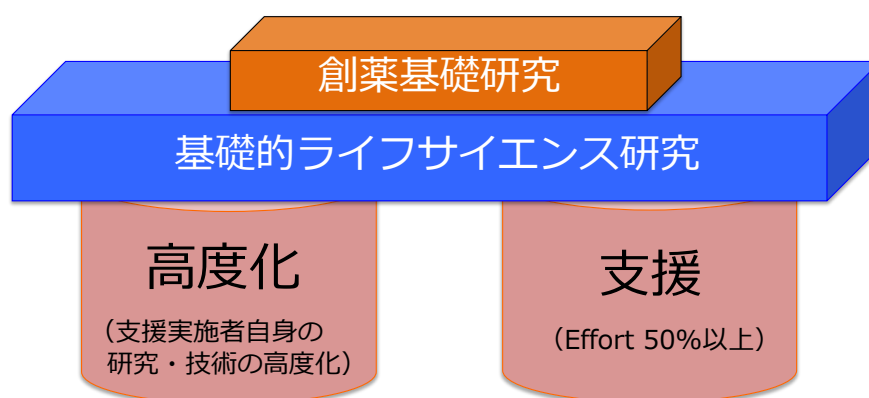 創薬基礎研究
基礎的ライフサイエンス研究
高度化
（支援実施者自身の
研究・技術の高度化）
支援
（Effort 50%以上）